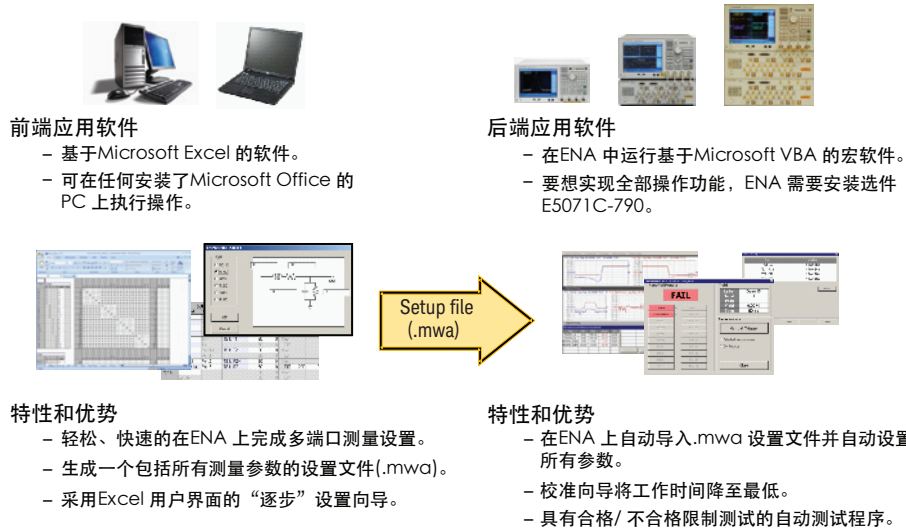 前端应用软件
– 基于Microsoft Excel 的软件。
– 可在任何安装了Microsoft Office 的
PC 上执行操作。
后端应用软件
– 在ENA 中运行基于Microsoft VBA 的宏软件。
– 要想实现全部操作功能，ENA 需要安装选件
E5071C-790。
Setup file
(.mwa)
FAIL
特性和优势
– 轻松、快速的在ENA 上完成多端口测量设置。
– 生成一个包括所有测量参数的设置文件(.mwa)。
– 采用Excel 用户界面的“逐步”设置向导。
特性和优势
– 在ENA 上自动导入.mwa 设置文件并自动设置
所有参数。
– 校准向导将工作时间降至最低。
– 具有合格/ 不合格限制测试的自动测试程序。